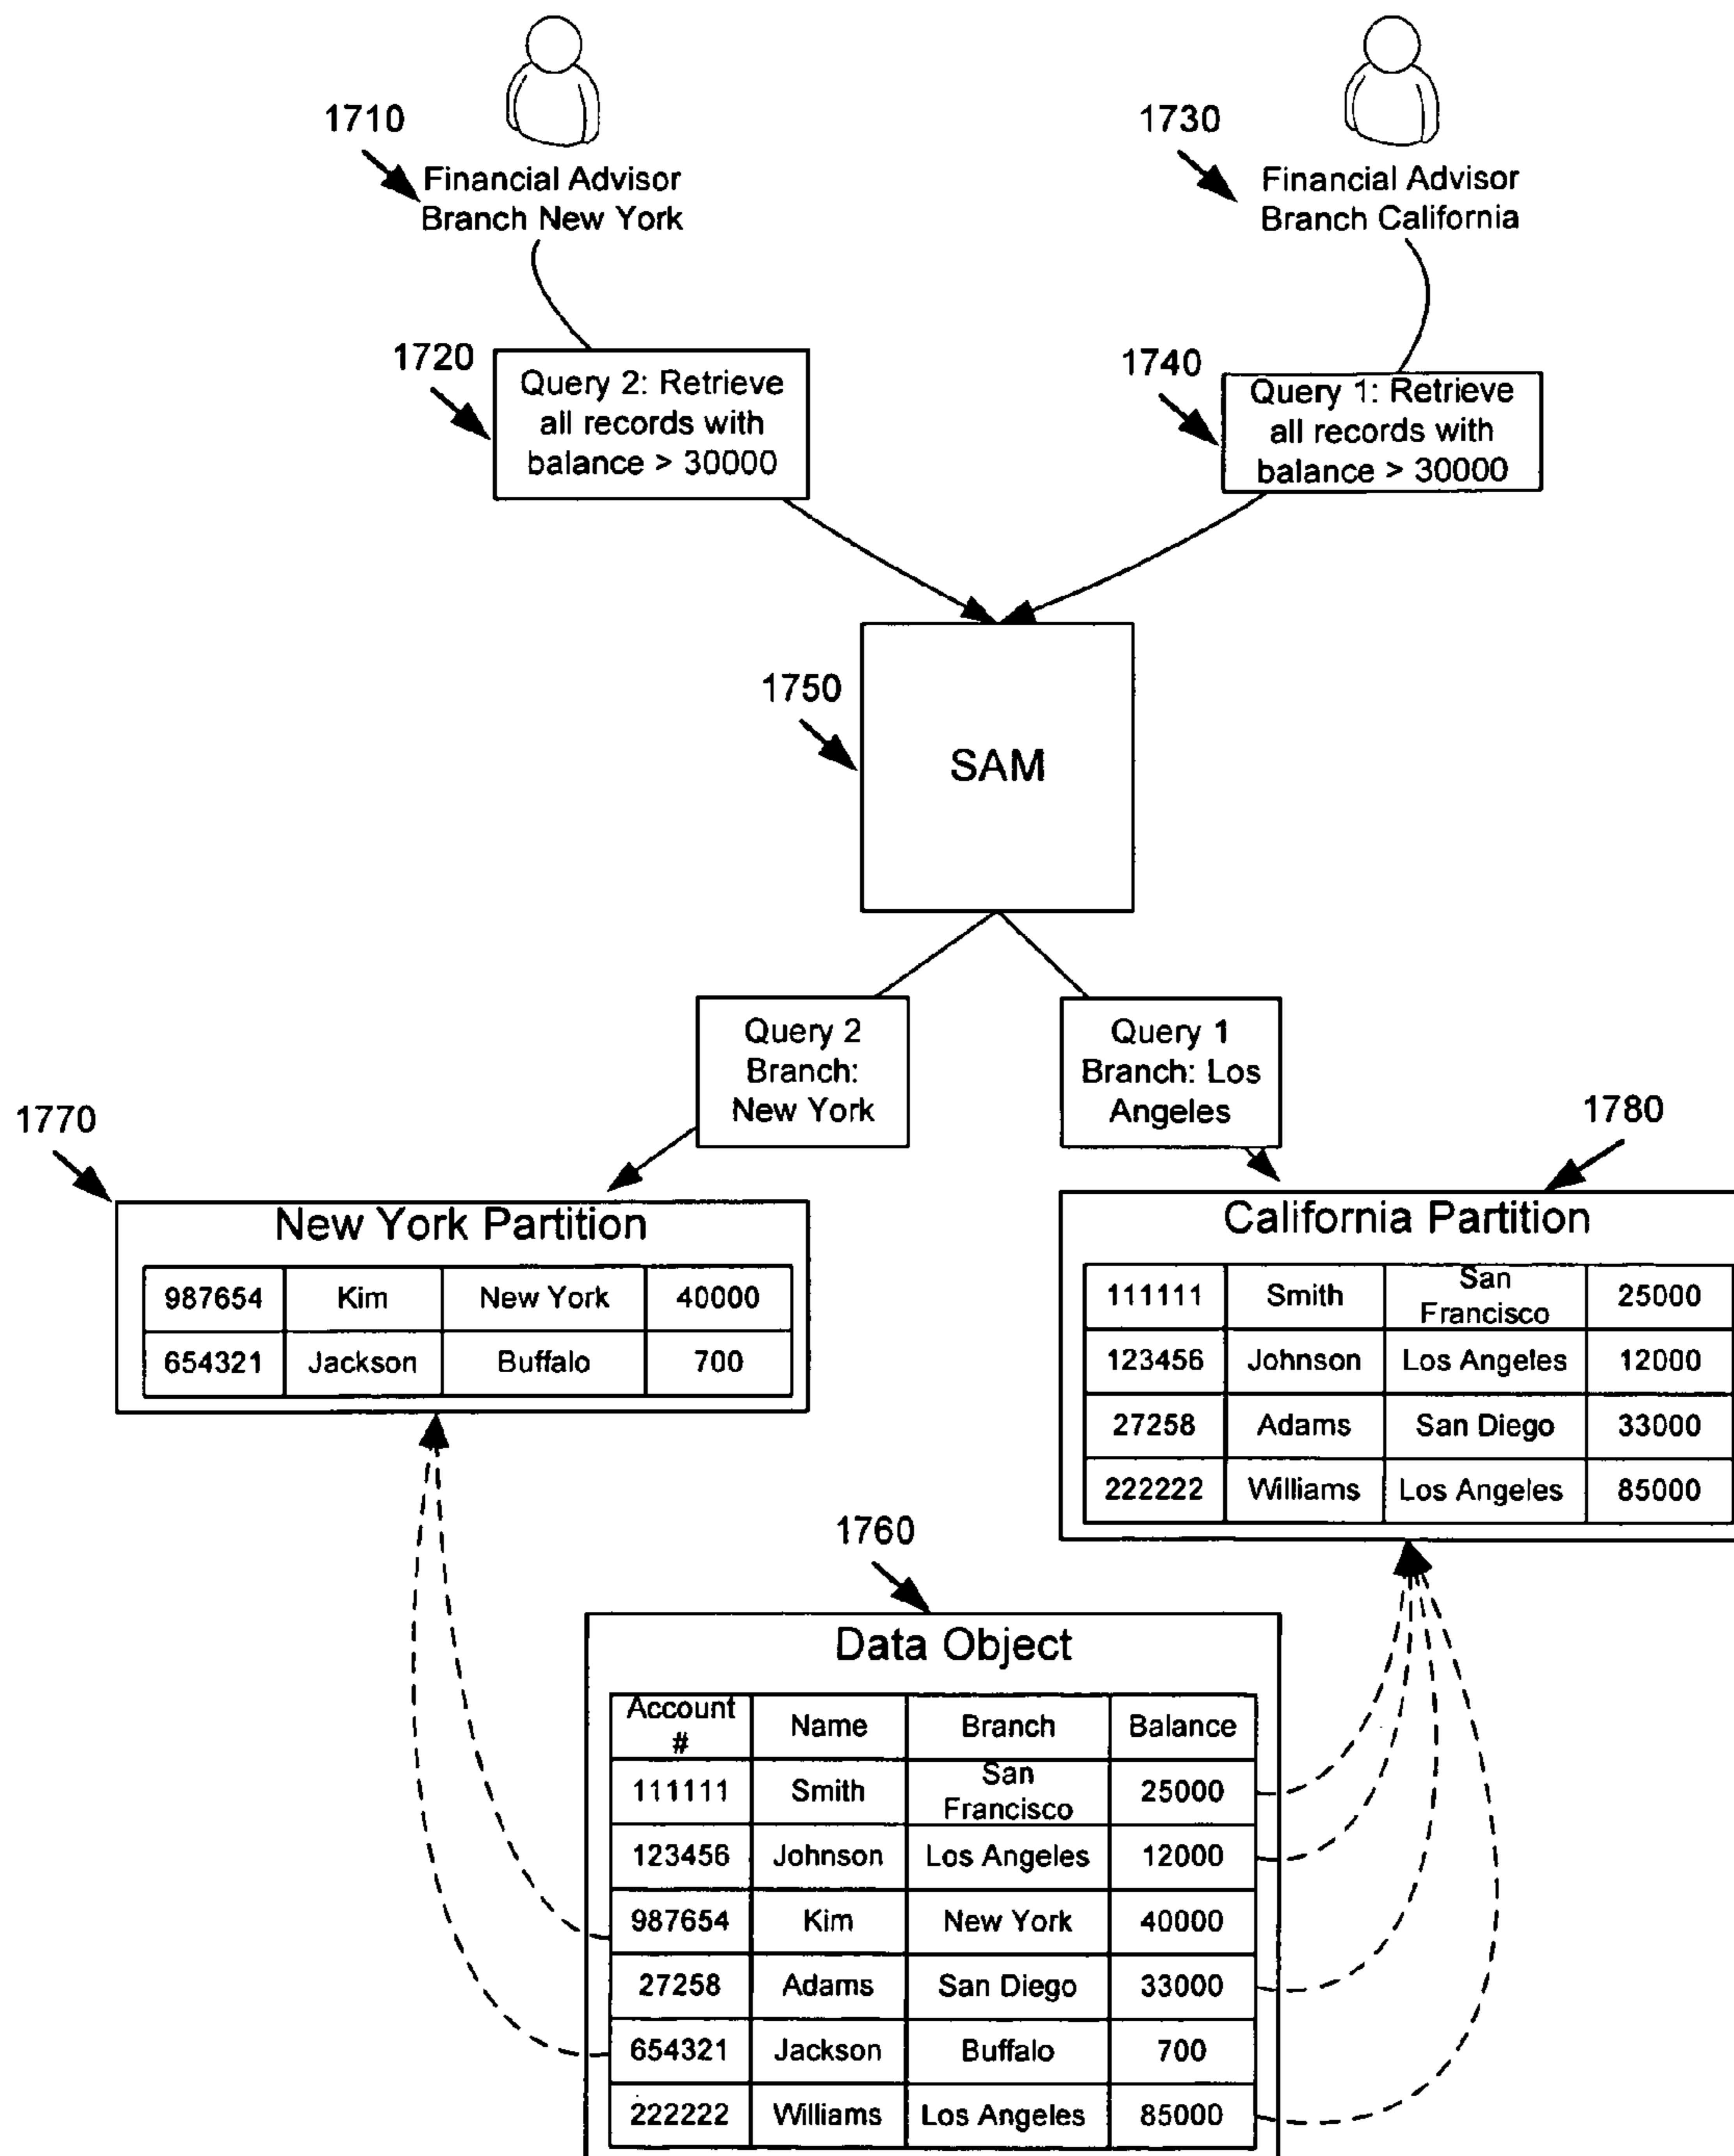 1710
Financial Advisor
Branch New York
1730
Financial Advisor
Branch California
1720
Query 2: Retrieve
all records with
balance > 30000
1740
Query 1: Retrieve
all records with
balance > 30000
1750
SAM
Query 2
Branch:
New York
Query 1
Branch: Los
Angeles
1770
New York Partition
987654 Kim New York 40000
654321 Jackson Buffalo 700
1780
California Partition
111111 Smith San
Francisco 25000
123456 Johnson Los Angeles 12000
27258 Adams San Diego 33000
222222 Williams Los Angeles 85000
1760
Data Object
Account
# Name Branch Balance
111111 Smith San
Francisco 25000
123456 Johnson Los Angeles 12000
987654 Kim New York 40000
27258 Adams San Diego 33000
654321 Jackson Buffalo 700
222222 Williams Los Angeles 85000